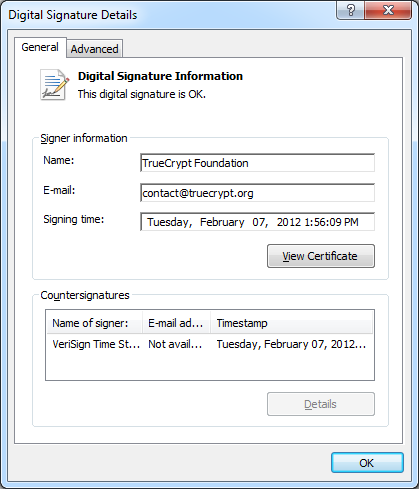 Digital Signature Details
General
Advanced
Digital Signature Information
This digital signature is OK.
Signer information
Name:
TrueCrypt Foundation
E-mail:
contact@truecrypt.org
Signing time:
Tuesday, February 07, 2012 1:56:09 PM
View Certificate
Countersignatures
Name of signer: E-mail ad... Timestamp
VeriSign Time St... Not avail... Tuesday, February 07, 2012...
Details
OK